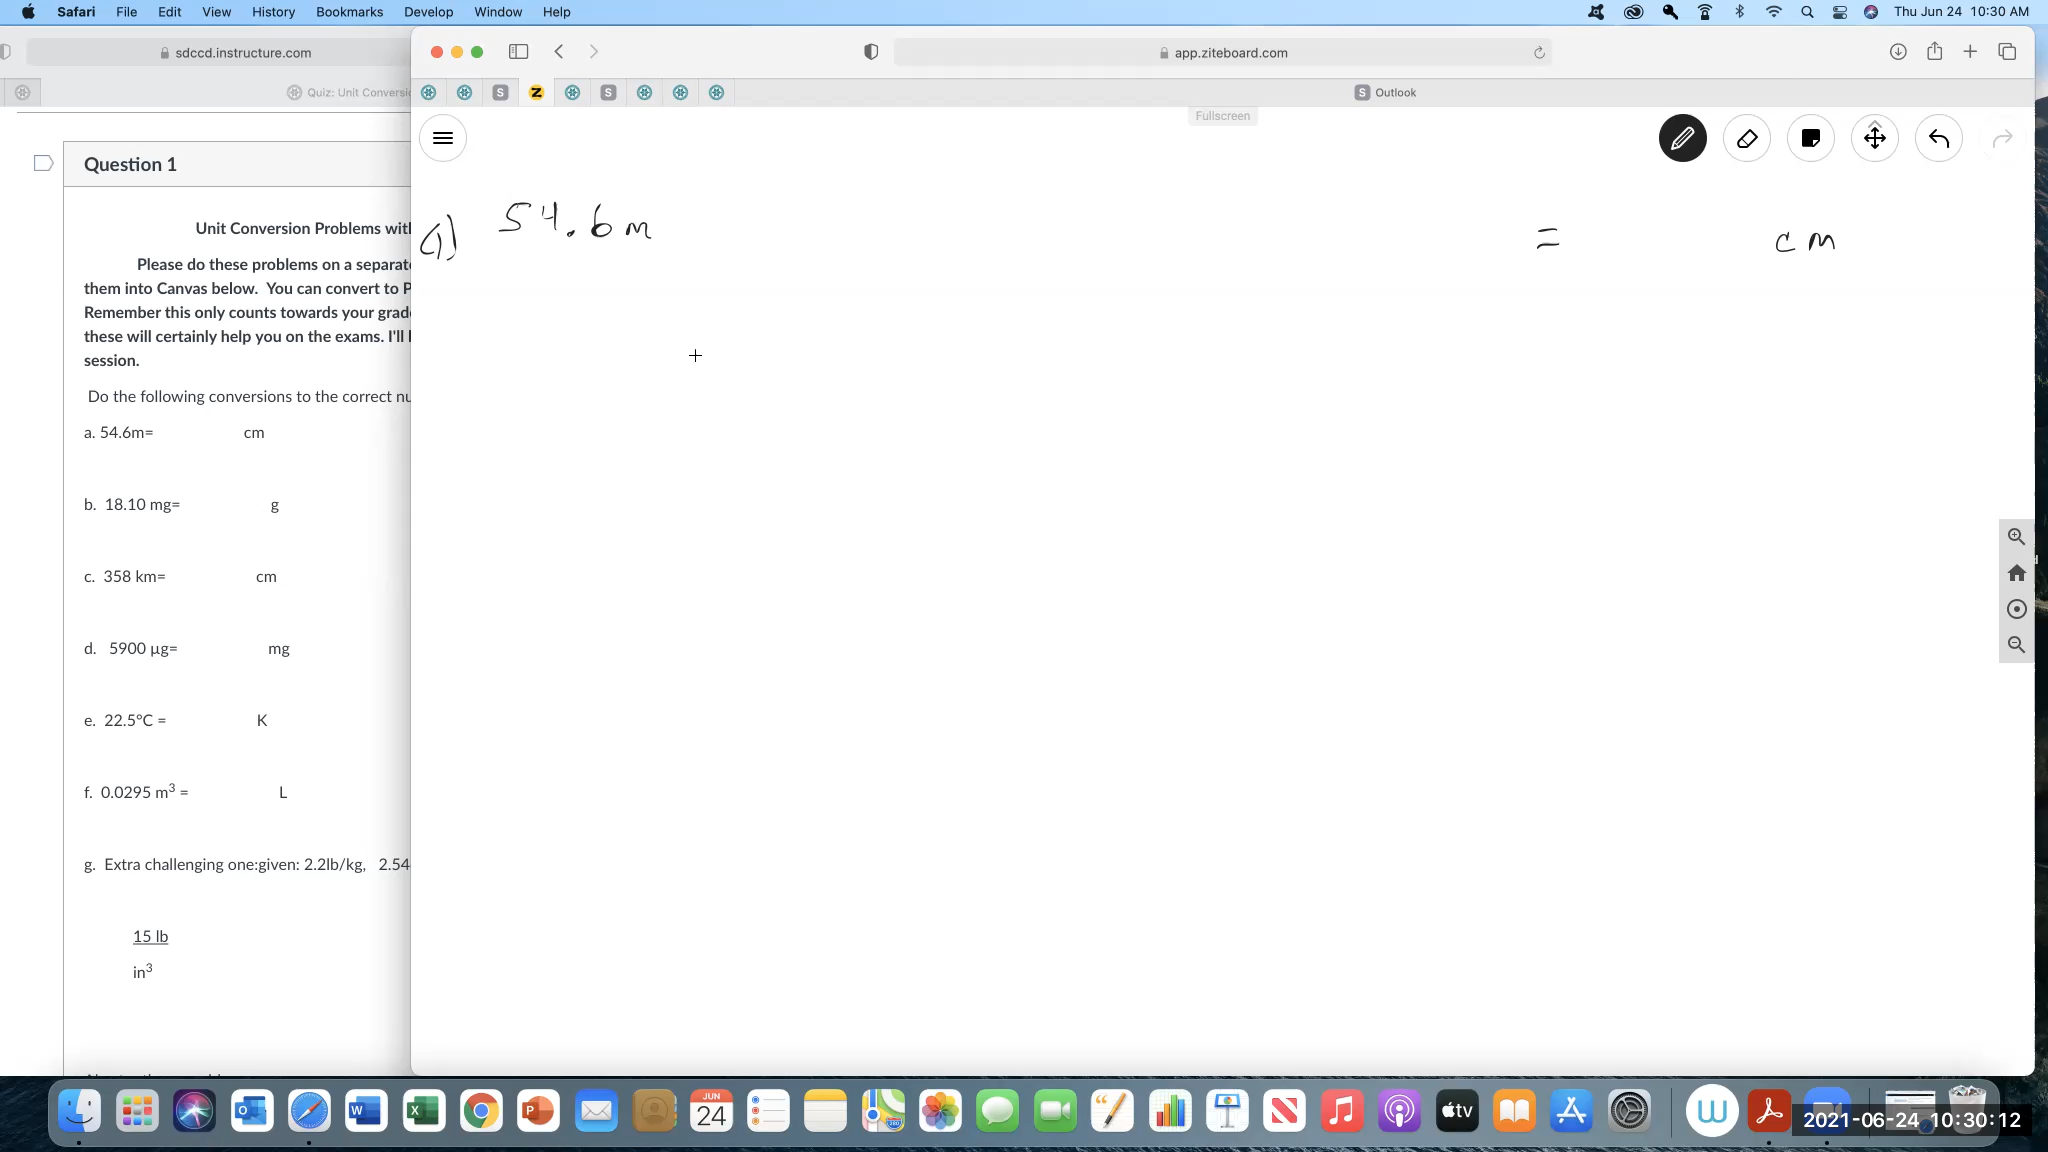 Safari File Edit View History Bookmarks Develop Window Help Thu Jun 24 10:30 AM
sdccd.instructure.com
app.ziteboard.com
Quiz: Unit Conversi
S
Z
S
S Outlook
Fullscreen
Question 1
Unit Conversion Problems with
Please do these problems on a separate
them into Canvas below. You can convert to P
Remember this only counts towards your grade
these will certainly help you on the exams. I'll
session.
Do the following conversions to the correct nu
a. 54.6m= cm
b. 18.10 mg= g
c. 358 km= cm
d. 5900 µg= mg
e. 22.5°C = K
f. 0.0295 m³ = L
g. Extra challenging one:given: 2.2lb/kg, 2.54
15 lb
in³
a) 54.6 m = cm
JUN
24
tv
2021-06-24 10:30:12